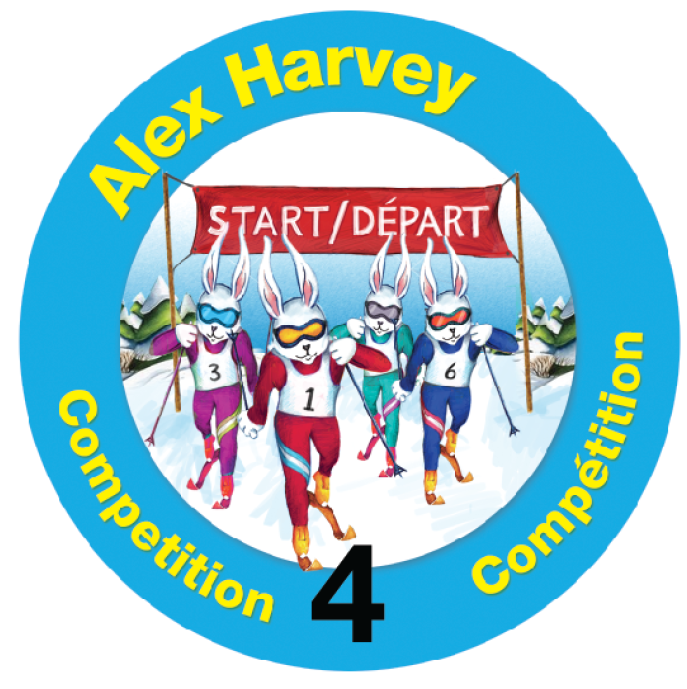 Alex Harvey
START/DÉPART
3
1
6
Competition
4
Compétition